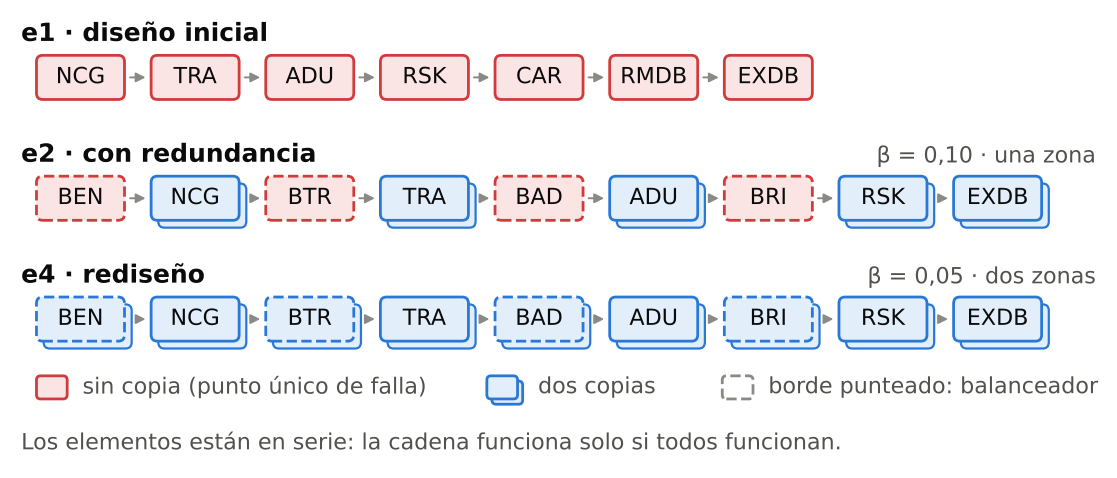 e1 · diseño inicial
NCG TRA ADU RSK CAR RMDB EXDB
e2 · con redundancia β = 0,10 · una zona
BEN NCG BTR TRA BAD ADU BRI RSK EXDB
e4 · rediseño β = 0,05 · dos zonas
BEN NCG BTR TRA BAD ADU BRI RSK EXDB
sin copia (punto único de falla) dos copias borde punteado: balanceador
Los elementos están en serie: la cadena funciona solo si todos funcionan.